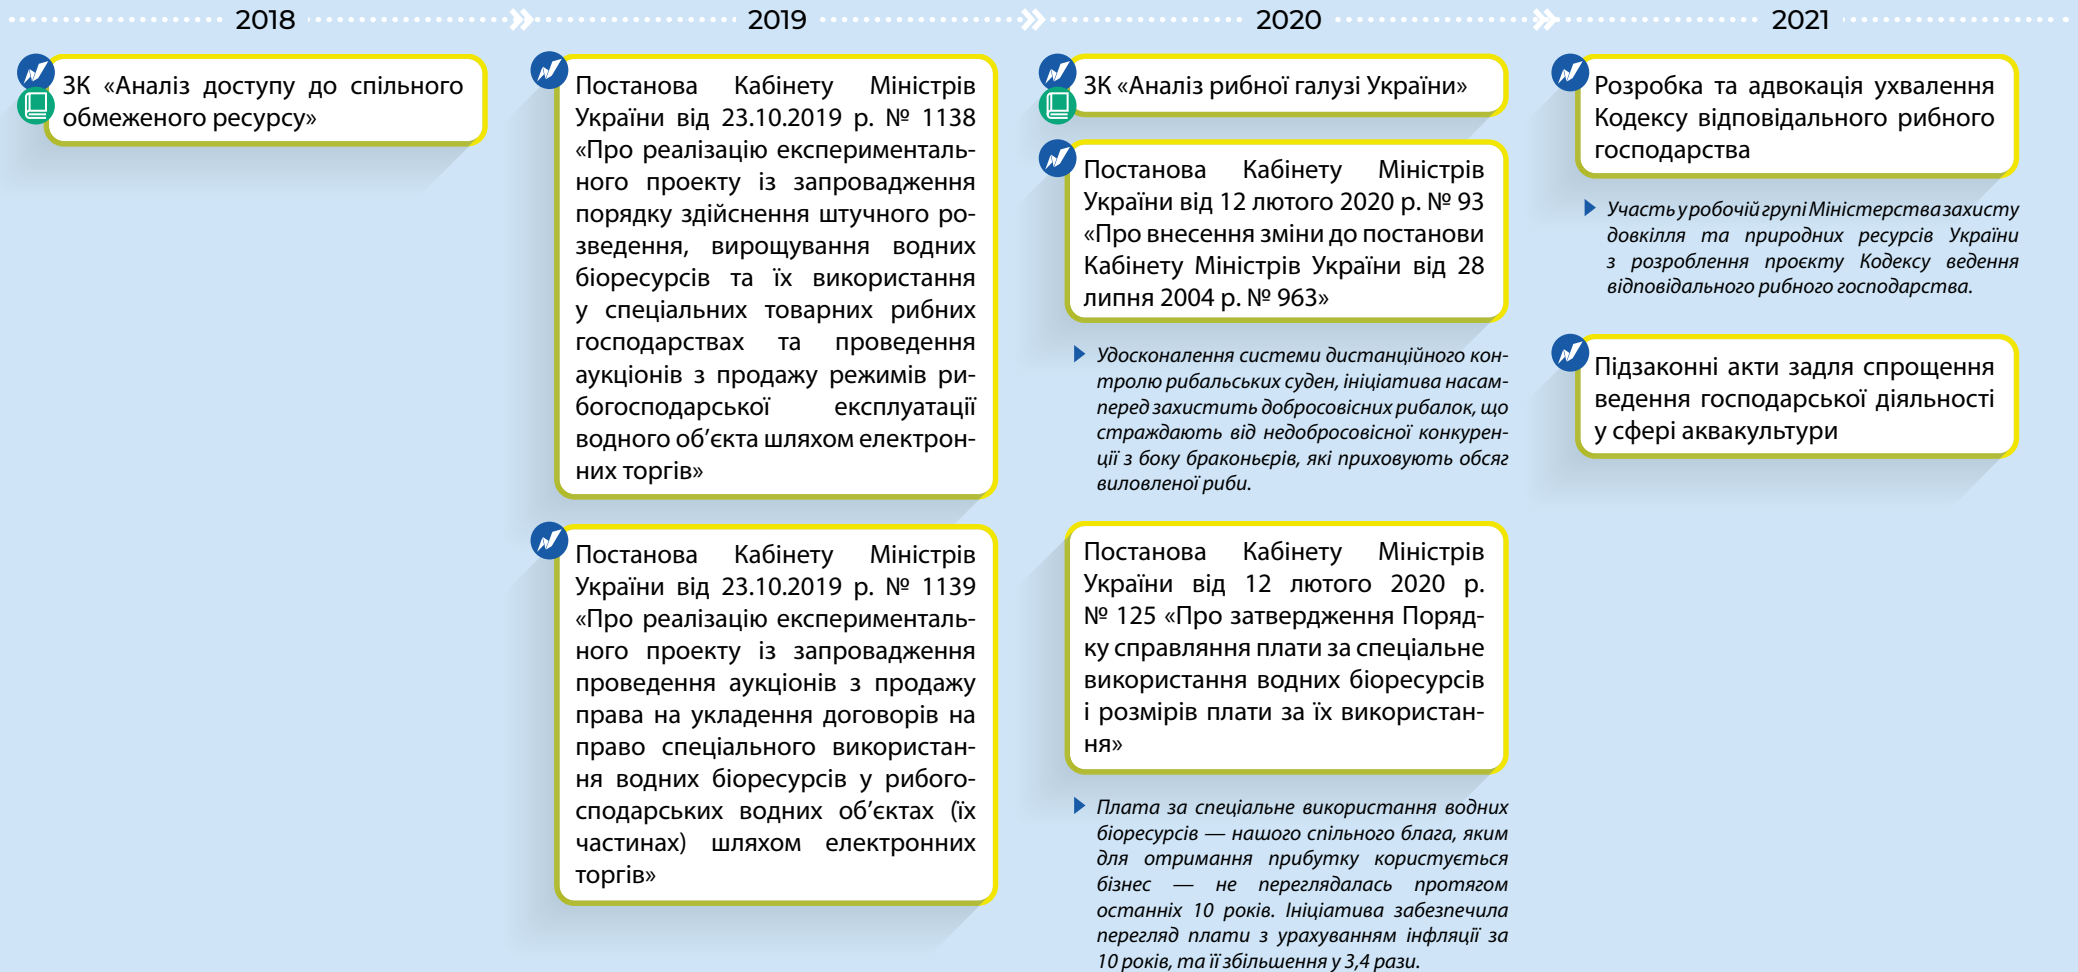 2018
2019
2020
2021
ЗК «Аналіз доступу до спільного
обмеженого ресурсу»
Постанова Кабінету Міністрів
України від 23.10.2019 р. № 1138
«Про реалізацію експерименталь-
ного проекту із запровадження
порядку здійснення штучного ро-
зведення, вирощування водних
біоресурсів та їх використання
у спеціальних товарних рибних
господарствах та проведення
аукціонів з продажу режимів ри-
богосподарської експлуатації
водного об’єкта шляхом електрон-
них торгів»
Постанова Кабінету Міністрів
України від 23.10.2019 р. № 1139
«Про реалізацію експерименталь-
ного проекту із запровадження
проведення аукціонів з продажу
права на укладення договорів на
право спеціального використан-
ня водних біоресурсів у рибого-
сподарських водних об’єктах (їх
частинах) шляхом електронних
торгів»
ЗК «Аналіз рибної галузі України»
Постанова Кабінету Міністрів
України від 12 лютого 2020 р. № 93
«Про внесення зміни до постанови
Кабінету Міністрів України від 28
липня 2004 р. № 963»
Удосконалення системи дистанційного кон-
тролю рибальських суден, ініціатива насам-
перед захистить добросовісних рибалок, що
страждають від недобросовісної конкурен-
ції з боку браконьєрів, які приховують обсяг
виловленої риби.
Постанова Кабінету Міністрів
України від 12 лютого 2020 р.
№ 125 «Про затвердження Поряд-
ку справляння плати за спеціальне
використання водних біоресурсів
і розмірів плати за їх використан-
ня»
Плата за спеціальне використання водних
біоресурсів — нашого спільного блага, яким
для отримання прибутку користується
бізнес — не переглядалась протягом
останніх 10 років. Ініціатива забезпечила
перегляд плати з урахуванням інфляції за
10 років, та її збільшення у 3,4 рази.
Розробка та адвокація ухвалення
Кодексу відповідального рибного
господарства
Участь у робочій групі Міністерства захисту
довкілля та природних ресурсів України
з розроблення проєкту Кодексу ведення
відповідального рибного господарства.
Підзаконні акти задля спрощення
ведення господарської діяльності
у сфері аквакультури